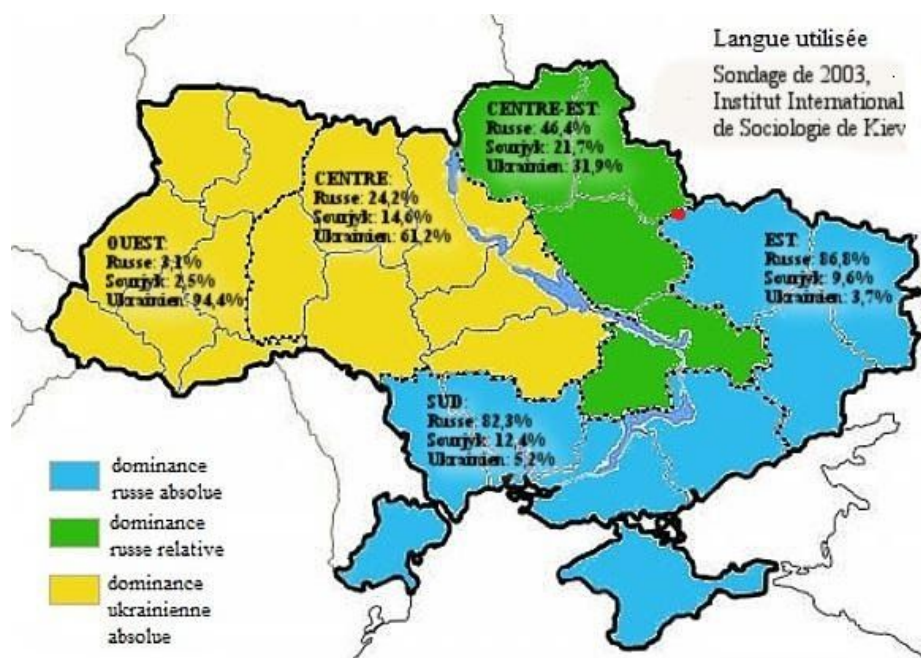 Langue utilisée
Sondage de 2003,
Institut International
de Sociologie de Kiev
CENTRE-EST:
Russe: 46,4%
Sourjyk: 21,7%
Ukrainien: 31,9%
CENTRE:
Russe: 24,2%
Sourjyk: 14,6%
Ukrainien: 61,2%
OUEST:
Russe: 3,1%
Sourjyk: 2,5%
Ukrainien: 94,4%
EST:
Russe: 86,8%
Sourjyk: 9,6%
Ukrainien: 3,7%
SUD:
Russe: 82,3%
Sourjyk: 12,4%
Ukrainien: 5,2%
dominance
russe absolue
dominance
russe relative
dominance
ukrainienne
absolue